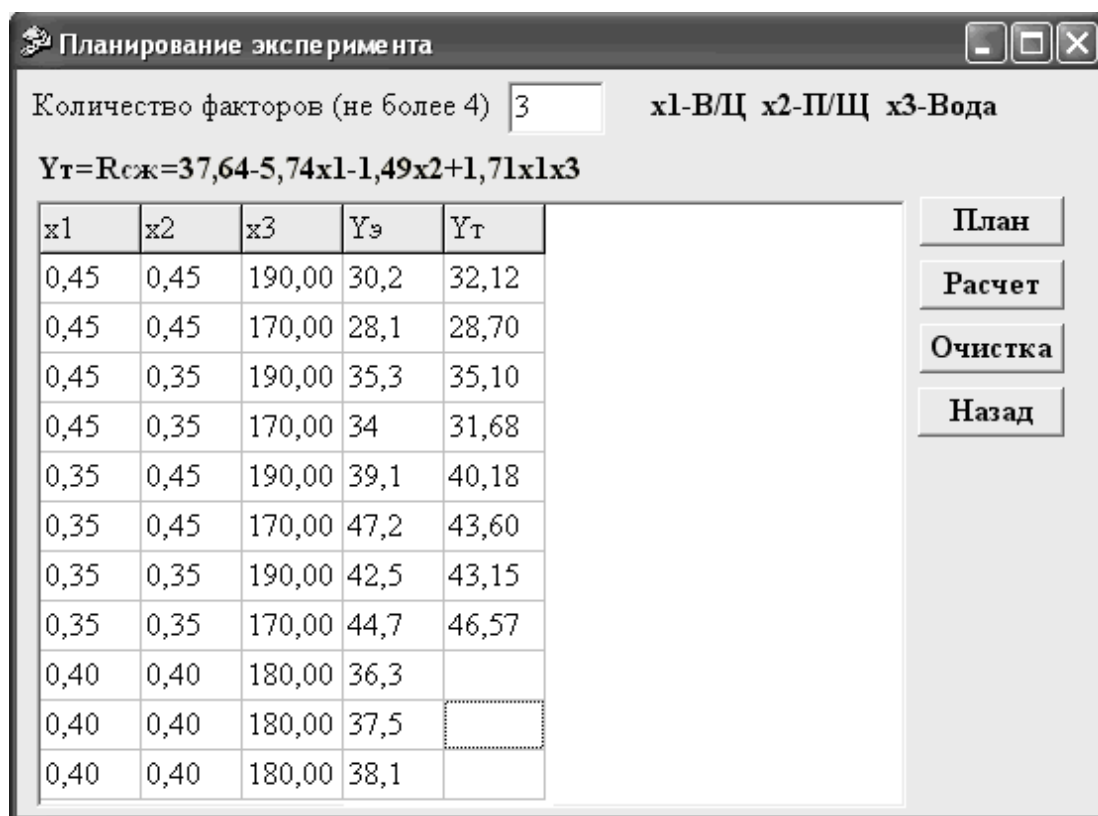 Планирование эксперимента
Количество факторов (не более 4) 3 x1-В/Ц x2-П/Щ x3-Вода
Yт=Rсж=37,64-5,74x1-1,49x2+1,71x1x3
x1 x2 x3 Yэ Yт
0,45 0,45 190,00 30,2 32,12
0,45 0,45 170,00 28,1 28,70
0,45 0,35 190,00 35,3 35,10
0,45 0,35 170,00 34 31,68
0,35 0,45 190,00 39,1 40,18
0,35 0,45 170,00 47,2 43,60
0,35 0,35 190,00 42,5 43,15
0,35 0,35 170,00 44,7 46,57
0,40 0,40 180,00 36,3
0,40 0,40 180,00 37,5
0,40 0,40 180,00 38,1
План
Расчет
Очистка
Назад